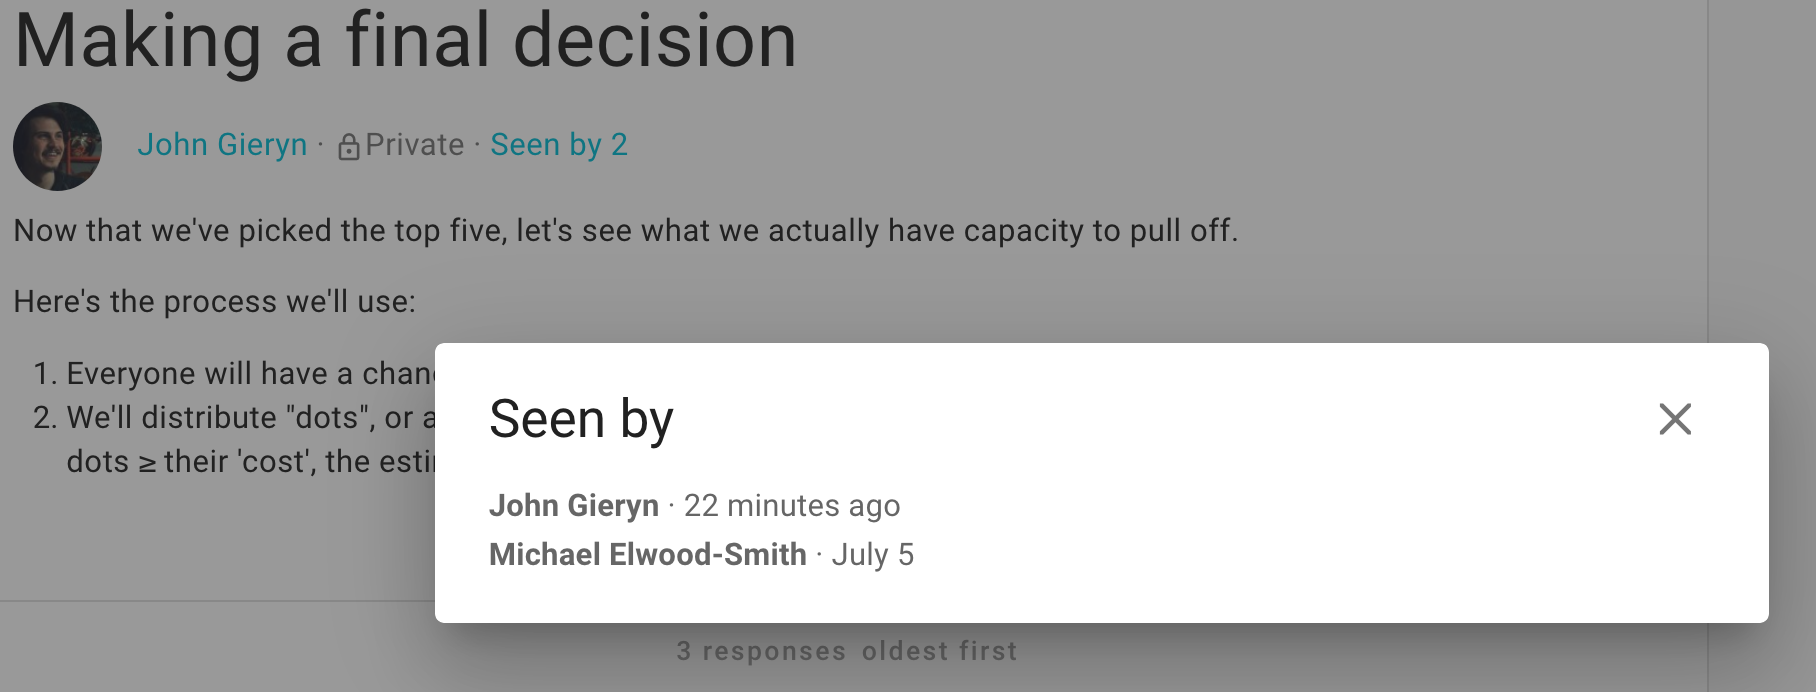 Making a final decision
John Gieryn · Private · Seen by 2
Now that we've picked the top five, let's see what we actually have capacity to pull off.
Here's the process we'll use:
1. Everyone will have a
2. We'll distribute "dots", or
dots ≥ their 'cost', the
Seen by
John Gieryn · 22 minutes ago
Michael Elwood-Smith · July 5
3 responses oldest first